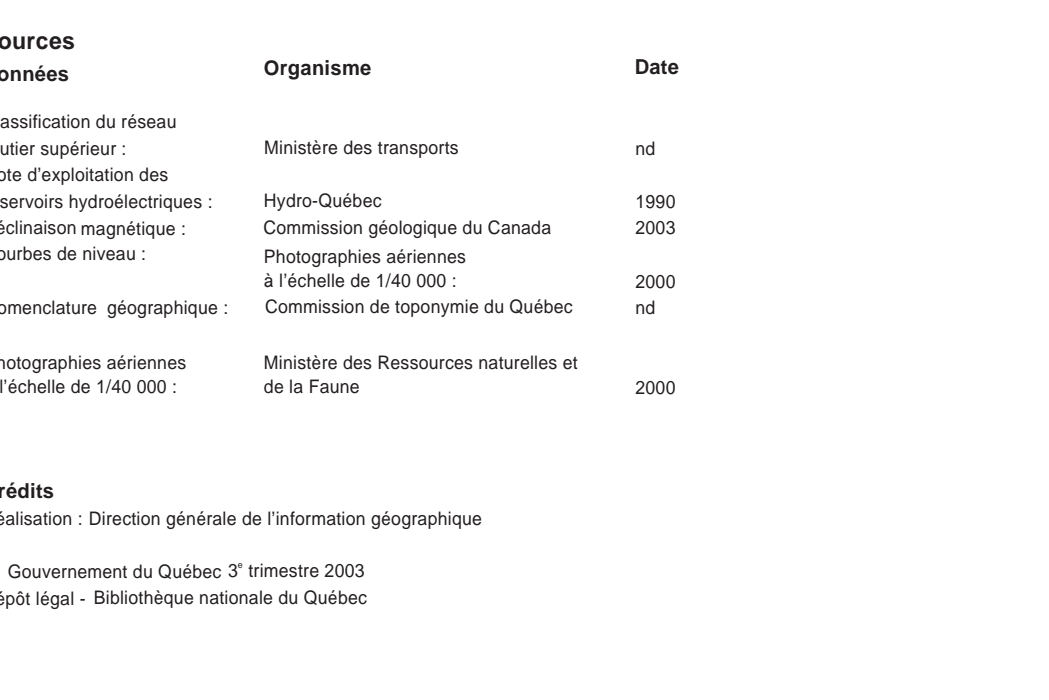 ources
onnées Organisme Date
assification du réseau
utier supérieur : Ministère des transports nd
ote d'exploitation des
servoirs hydroélectriques : Hydro-Québec 1990
éclinaison magnétique : Commission géologique du Canada 2003
ourbes de niveau : Photographies aériennes
à l'échelle de 1/40 000 : 2000
omenclature géographique : Commission de toponymie du Québec nd
hotographies aériennes Ministère des Ressources naturelles et
l'échelle de 1/40 000 : de la Faune 2000
rédits
éalisation : Direction générale de l'information géographique
Gouvernement du Québec 3e trimestre 2003
épôt légal - Bibliothèque nationale du Québec